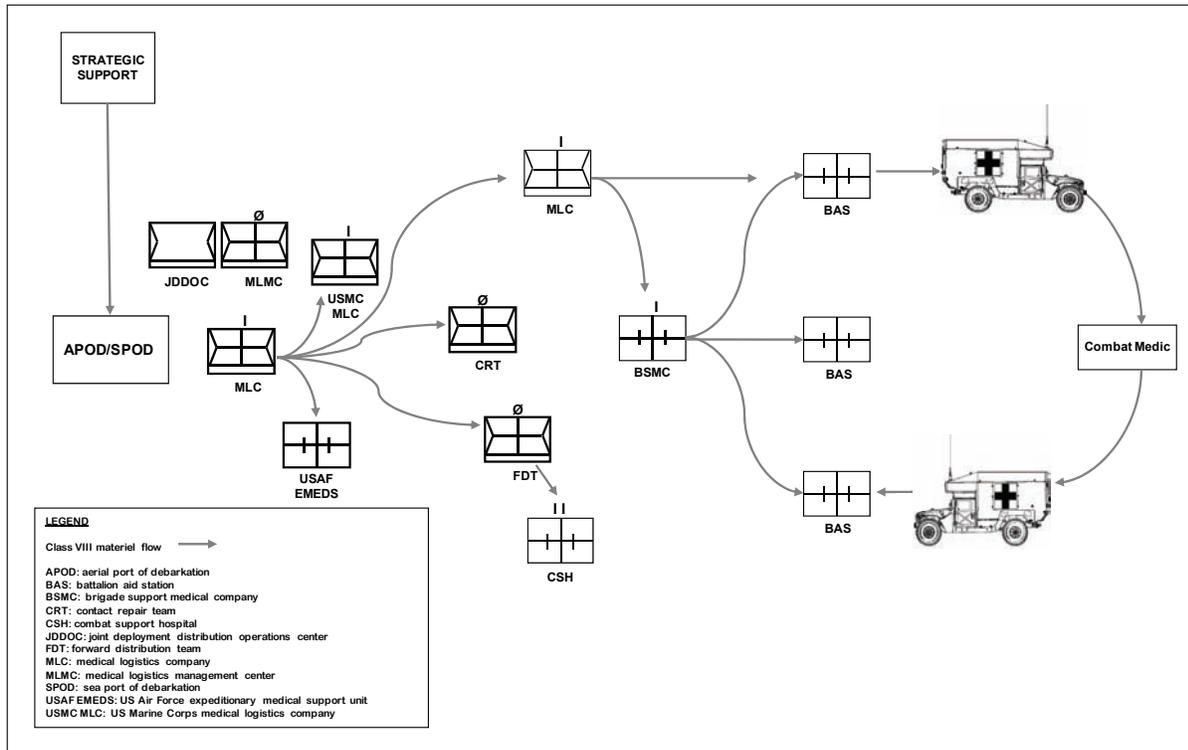 STRATEGIC
SUPPORT
I
MLC
BAS
Ø
JDDOC
MLMC
I
USMC
MLC
APOD/SPOD
I
MLC
Ø
CRT
I
BSMC
BAS
Combat Medic
USAF
EMEDS
Ø
FDT
I I
CSH
BAS
LEGEND
Class VIII materiel flow
APOD: aerial port of debarkation
BAS: battalion aid station
BSMC: brigade support medical company
CRT: contact repair team
CSH: combat support hospital
JDDOC: joint deployment distribution operations center
FDT: forward distribution team
MLC: medical logistics company
MLMC: medical logistics management center
SPOD: sea port of debarkation
USAF EMEDS: US Air Force expeditionary medical support unit
USMC MLC: US Marine Corps medical logistics company